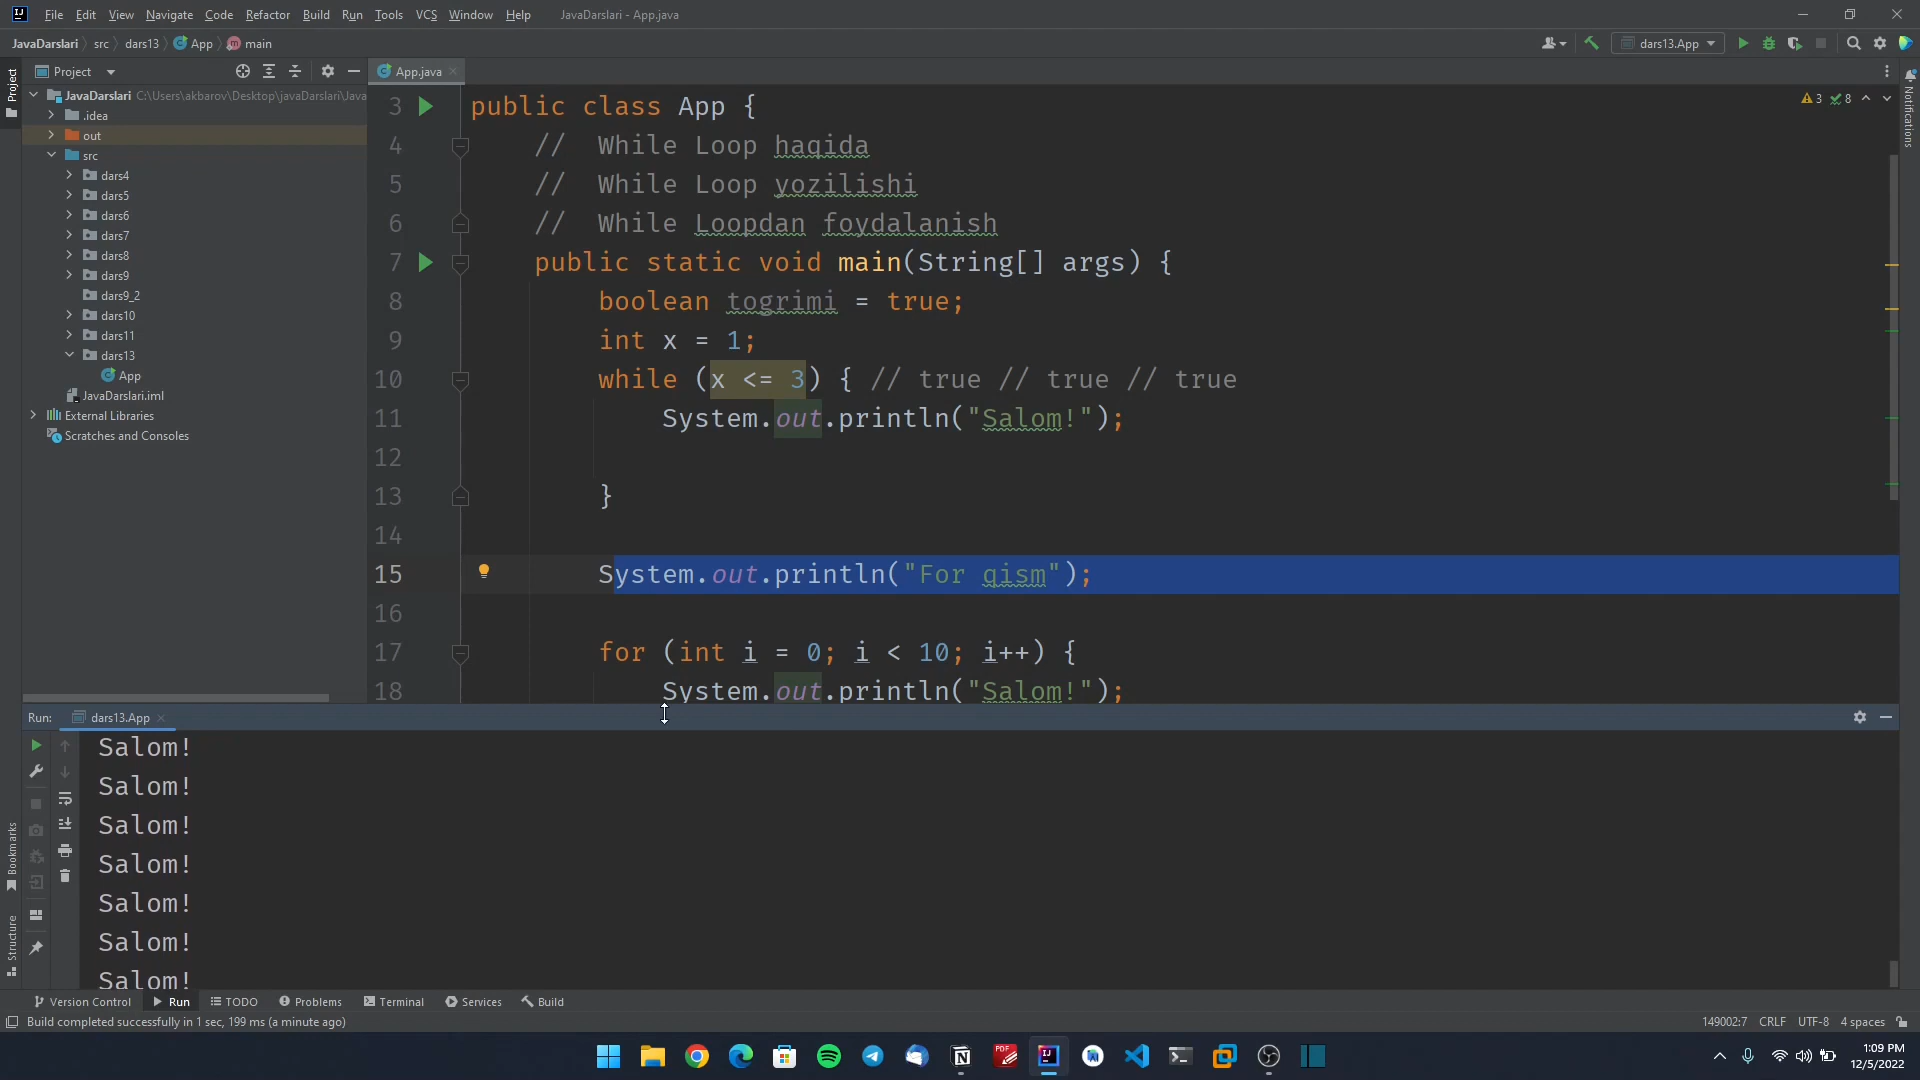 File Edit View Navigate Code Refactor Build Run Tools VCS Window Help JavaDarslari - App.java
JavaDarslari src dars13 App main
dars13.App
Project
App.java
JavaDarslari C:\Users\akbarov\Desktop\javaDarslari\Java
.idea
out
src
dars4
dars5
dars6
dars7
dars8
dars9
dars9_2
dars10
dars11
dars13
App
JavaDarslari.iml
External Libraries
Scratches and Consoles
Project
Bookmarks
Structure
Notifications
3 8
3 public class App {
4 // While Loop haqida
5 // While Loop yozilishi
6 // While Loopdan foydalanish
7 public static void main(String[] args) {
8 boolean togrimi = true;
9 int x = 1;
10 while (x <= 3) { // true // true // true
11 System.out.println("Salom!");
12
13 }
14
15 System.out.println("For qism");
16
17 for (int i = 0; i < 10; i++) {
18 System.out.println("Salom!");
Run: dars13.App
Salom!
Salom!
Salom!
Salom!
Salom!
Salom!
Salom!
Version Control Run TODO Problems Terminal Services Build
Build completed successfully in 1 sec, 199 ms (a minute ago)
149002:7 CRLF UTF-8 4 spaces
1:09 PM
12/5/2022